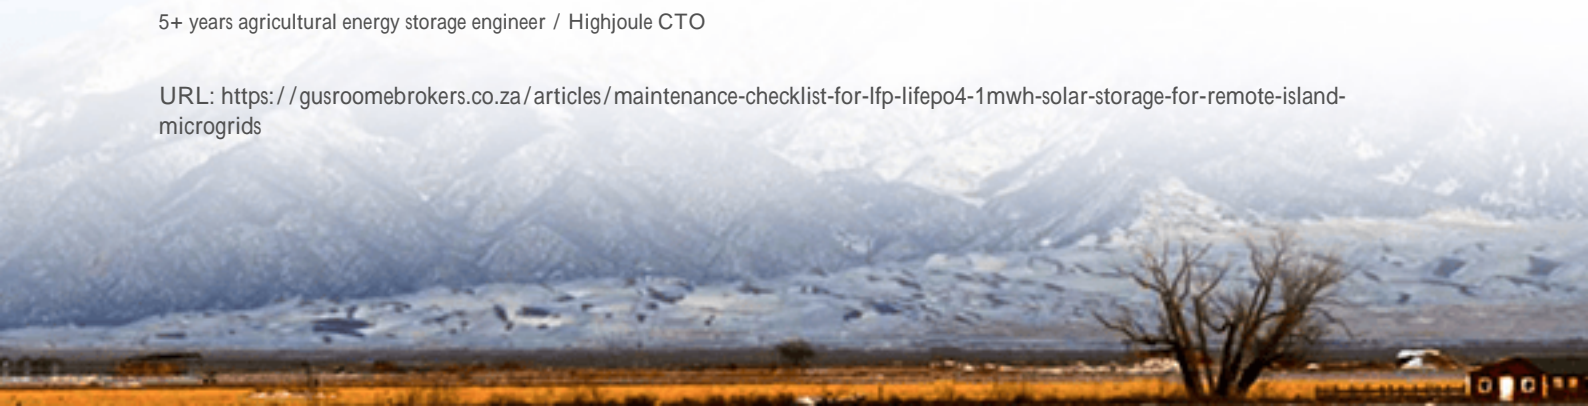 5+ years agricultural energy storage engineer / Highjoule CTO
URL: https://gusroomebrokers.co.za/articles/maintenance-checklist-for-lfp-lifepo4-1mwh-solar-storage-for-remote-island-
microgrids